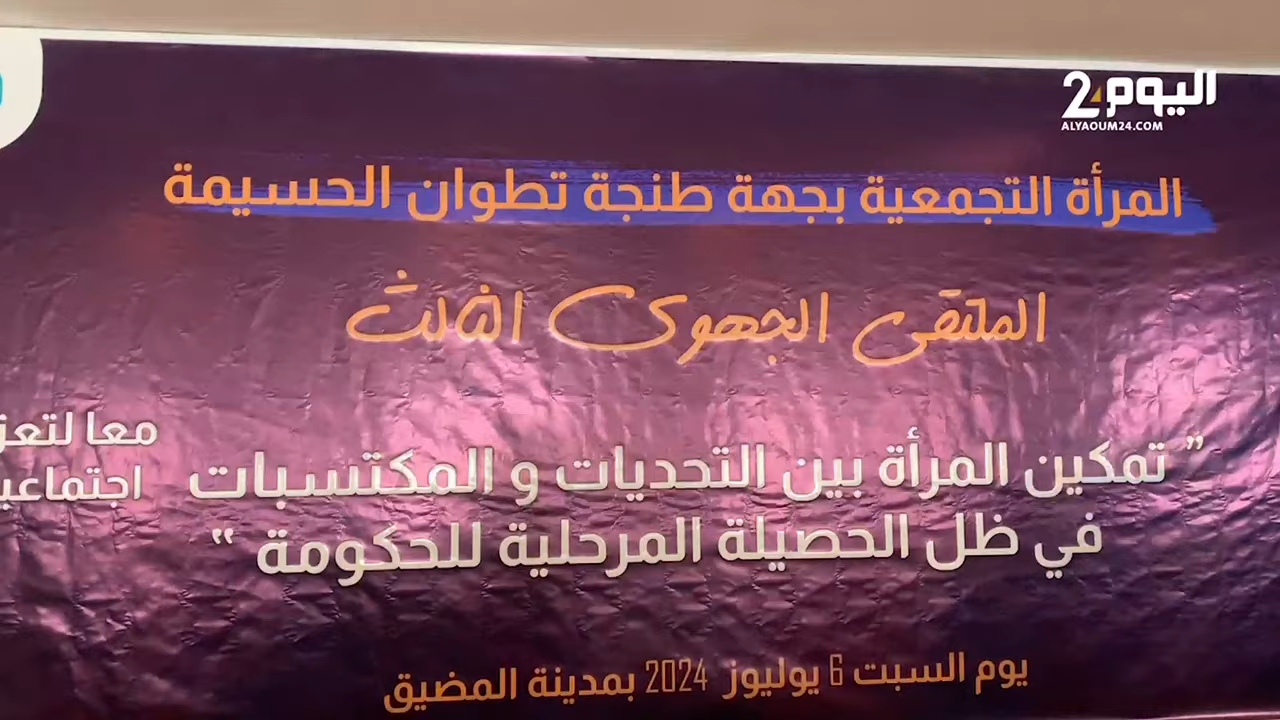 اليوم 24
ALYAOUM24.COM
المرأة التجمعية بجهة طنجة تطوان الحسيمة
الملتقى الجهوي الثالث
" تمكين المرأة بين التحديات و المكتسبات
في ظل الحصيلة المرحلية للحكومة "
معا
يوم السبت 6 يوليوز 2024 بمدينة المضيق